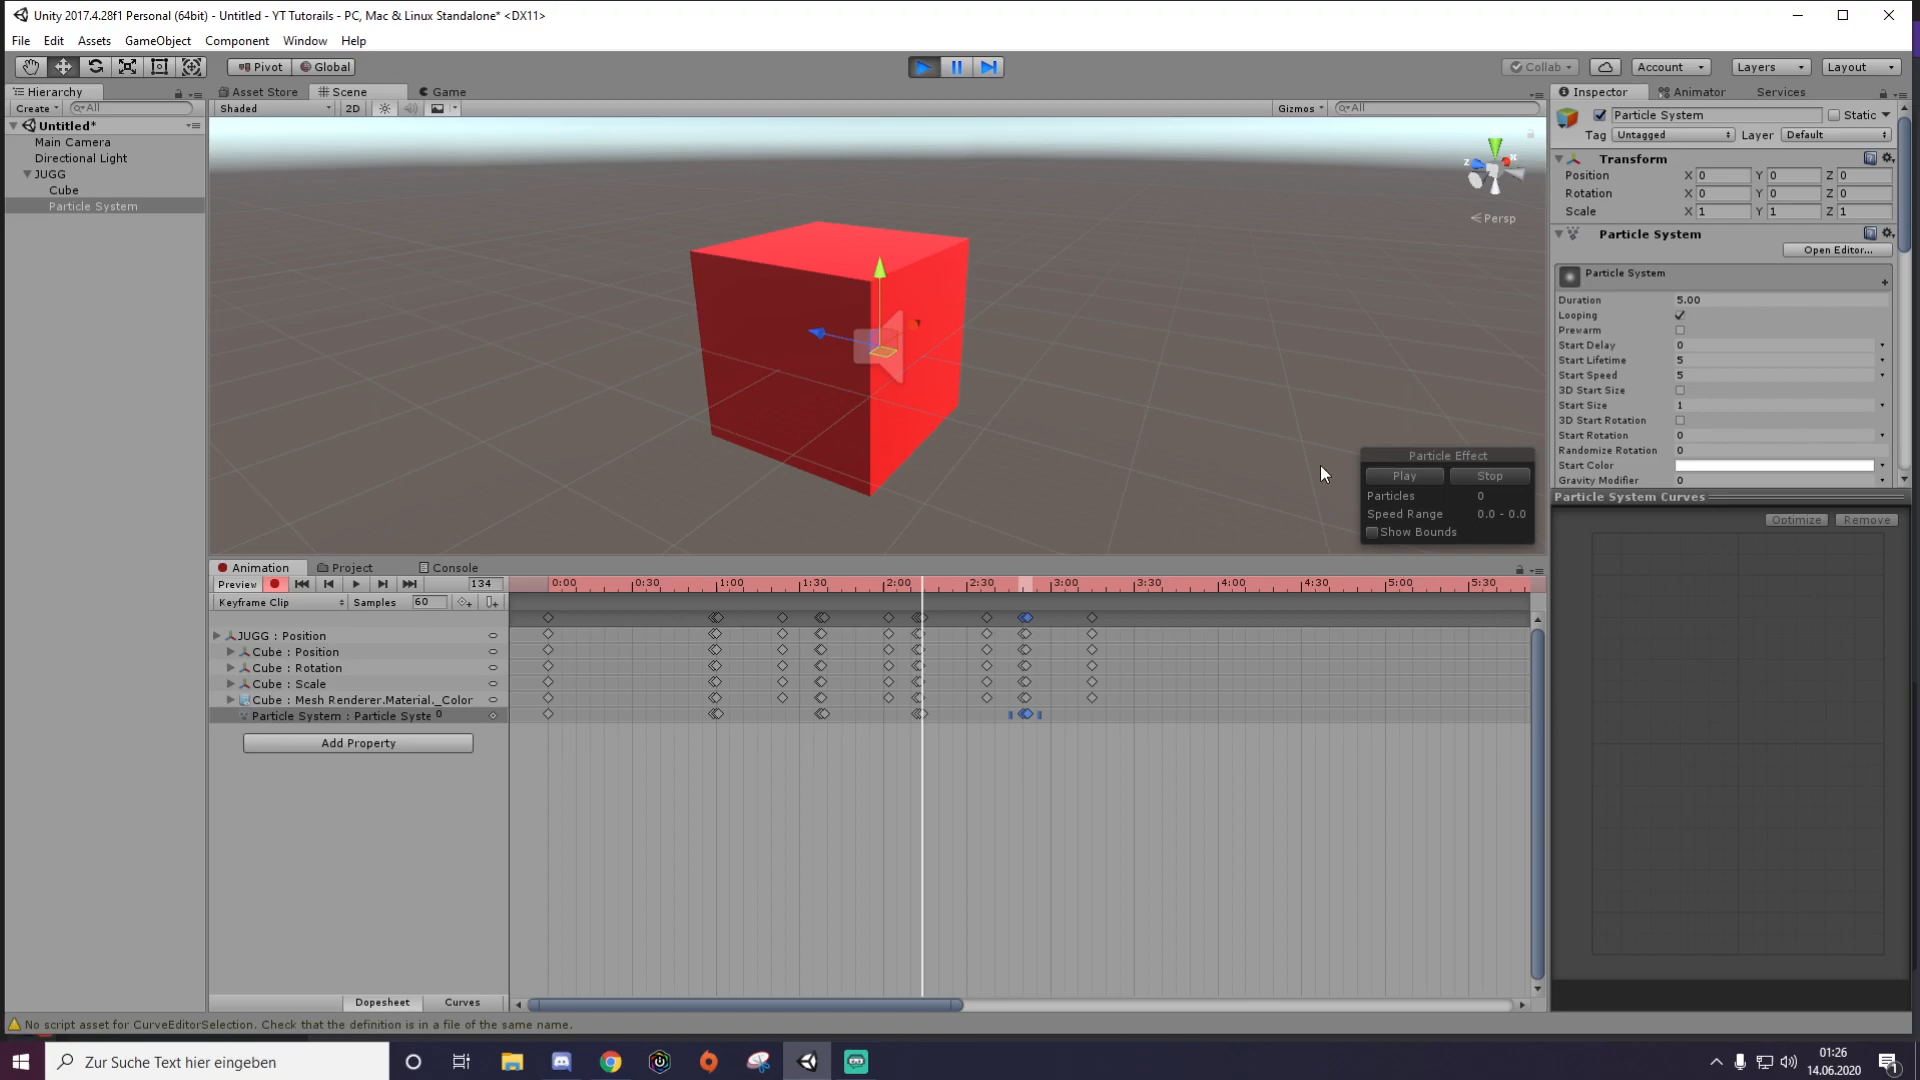 Unity 2017.4.28f1 Personal (64bit) - Untitled - YT Tutorails - PC, Mac & Linux Standalone* <DX11>
File Edit Assets GameObject Component Window Help
Pivot Global Collab Account Layers Layout
Hierarchy Asset Store Scene Game Inspector Animator Services
Create All Shaded 2D Gizmos All
Untitled*
Main Camera
Directional Light
JUGG
Cube
Particle System
z x
Persp
Particle Effect
Play Stop
Particles 0
Speed Range 0.0 - 0.0
Show Bounds
Particle System Static
Tag Untagged Layer Default
Transform
Position X 0 Y 0 Z 0
Rotation X 0 Y 0 Z 0
Scale X 1 Y 1 Z 1
Particle System
Open Editor...
Particle System
Duration 5.00
Looping
Prewarm
Start Delay 0
Start Lifetime 5
Start Speed 5
3D Start Size
Start Size 1
3D Start Rotation
Start Rotation 0
Randomize Rotation 0
Start Color
Gravity Modifier 0
Particle System Curves
Optimize Remove
Animation Project Console
Preview 134 0:00 0:30 1:00 1:30 2:00 2:30 3:00 3:30 4:00 4:30 5:00 5:30
Keyframe Clip Samples 60
JUGG : Position
Cube : Position
Cube : Rotation
Cube : Scale
Cube : Mesh Renderer.Material._Color
Particle System : Particle Syste 0
Add Property
Dopesheet Curves
No script asset for CurveEditorSelection. Check that the definition is in a file of the same name.
Zur Suche Text hier eingeben
01:26
14.06.2020
1